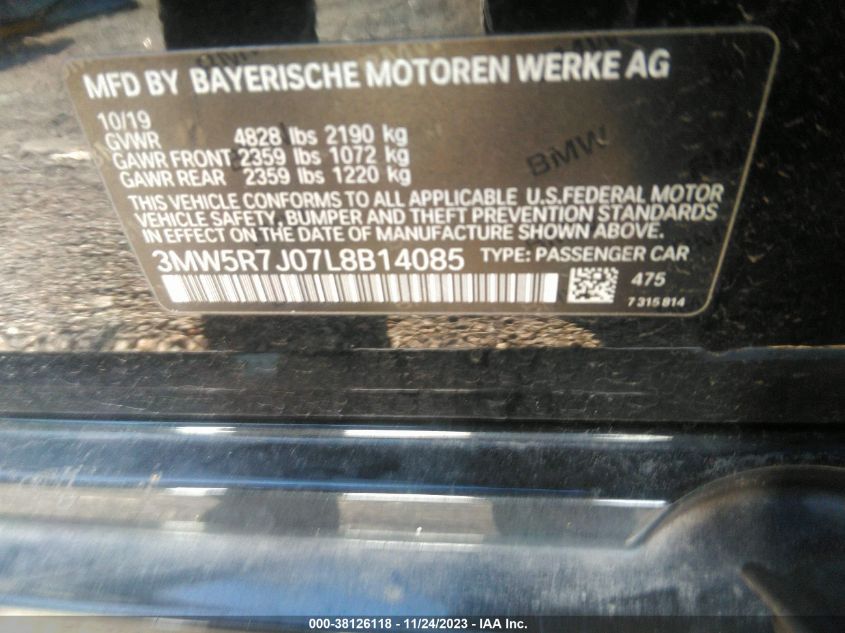 MFD BY BAYERISCHE MOTOREN WERKE AG
10/19
GVWR 4828 lbs 2190 kg
GAWR FRONT 2359 lbs 1072 kg
GAWR REAR 2359 lbs 1220 kg
THIS VEHICLE CONFORMS TO ALL APPLICABLE U.S.FEDERAL MOTOR
VEHICLE SAFETY, BUMPER AND THEFT PREVENTION STANDARDS
IN EFFECT ON THE DATE OF MANUFACTURE SHOWN ABOVE.
3MW5R7J07L8B14085 TYPE: PASSENGER CAR
475
7 315 814
BMW
000-38126118 - 11/24/2023 - IAA Inc.